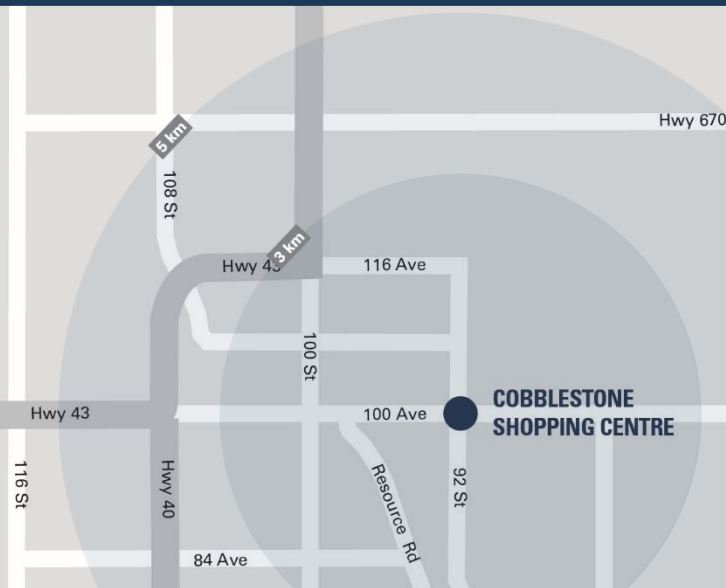 Hwy 670
5 km
108 St
3 km
Hwy 43
116 Ave
100 St
COBBLESTONE
SHOPPING CENTRE
Hwy 43
100 Ave
116 St
Hwy 40
Resource Rd
92 St
84 Ave